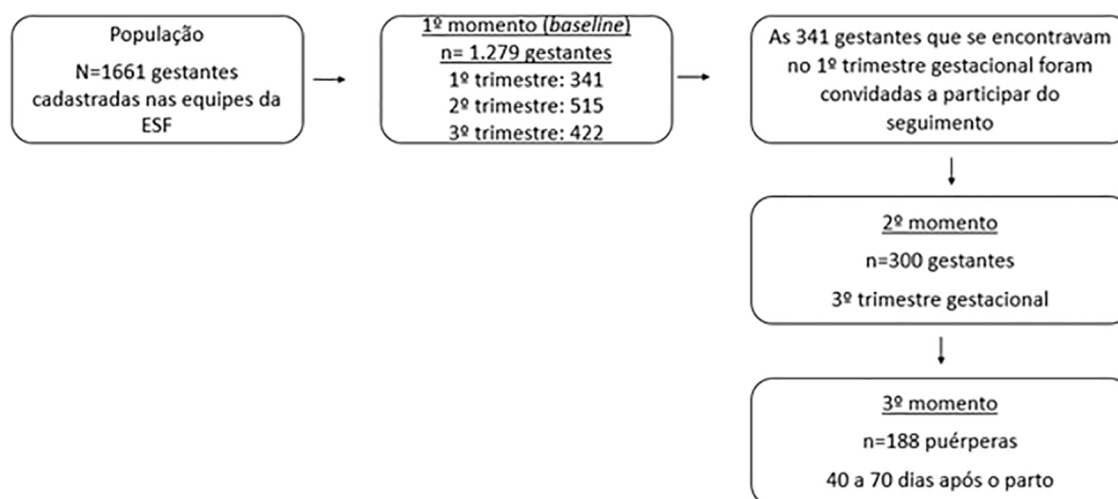 População
N=1661 gestantes
cadastradas nas equipes da
ESF
1º momento (baseline)
n= 1.279 gestantes
1º trimestre: 341
2º trimestre: 515
3º trimestre: 422
As 341 gestantes que se encontravam
no 1º trimestre gestacional foram
convidadas a participar do
seguimento
2º momento
n=300 gestantes
3º trimestre gestacional
3º momento
n=188 puérperas
40 a 70 dias após o parto